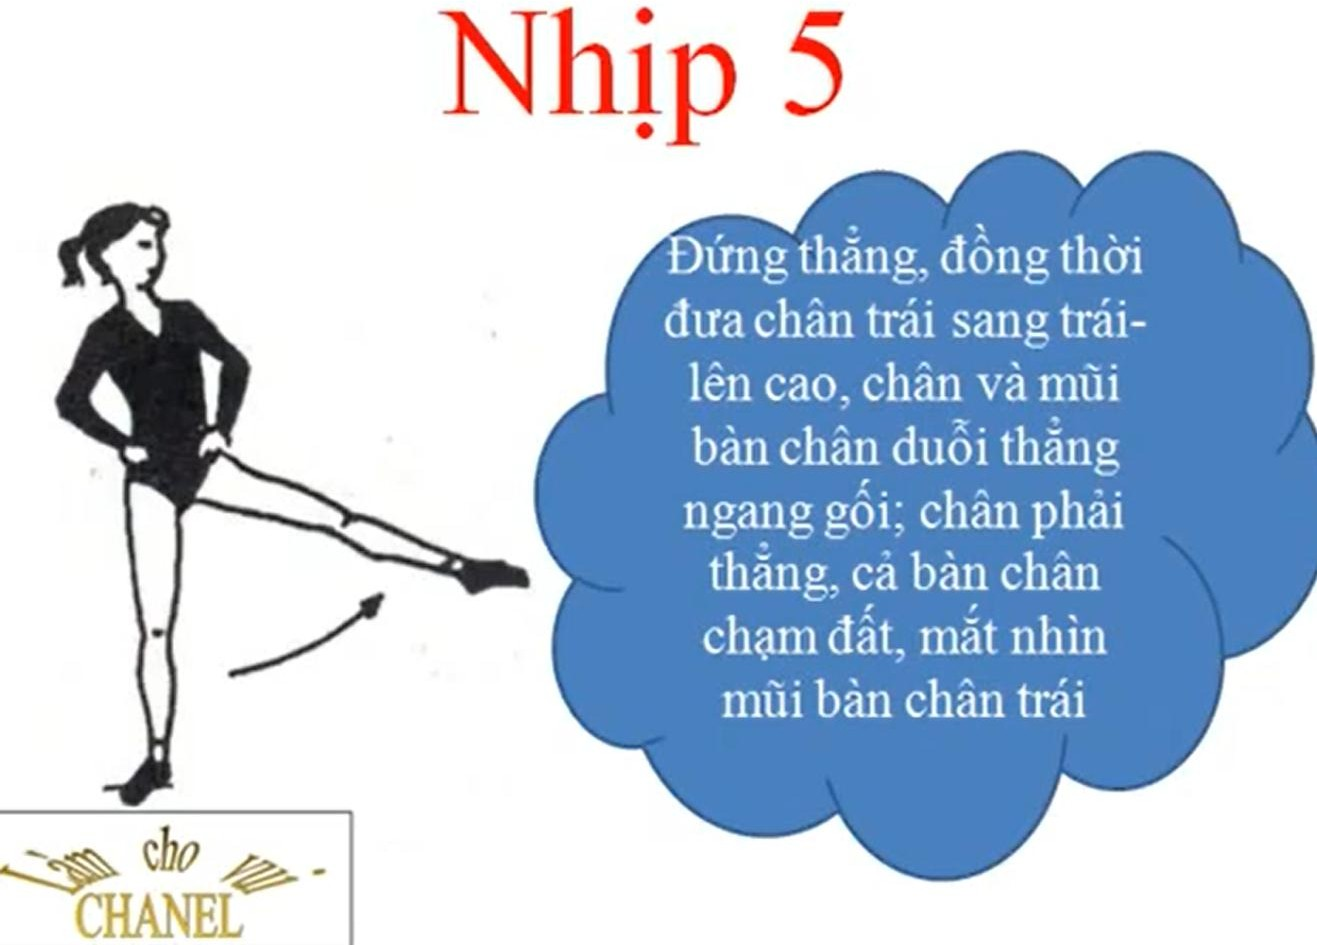 Nhịp 5
Đứng thẳng, đồng thời
đưa chân trái sang trái-
lên cao, chân và mũi
bàn chân duỗi thẳng
ngang gối; chân phải
thẳng, cả bàn chân
chạm đất, mắt nhìn
mũi bàn chân trái
Làm cho vui
CHANEL